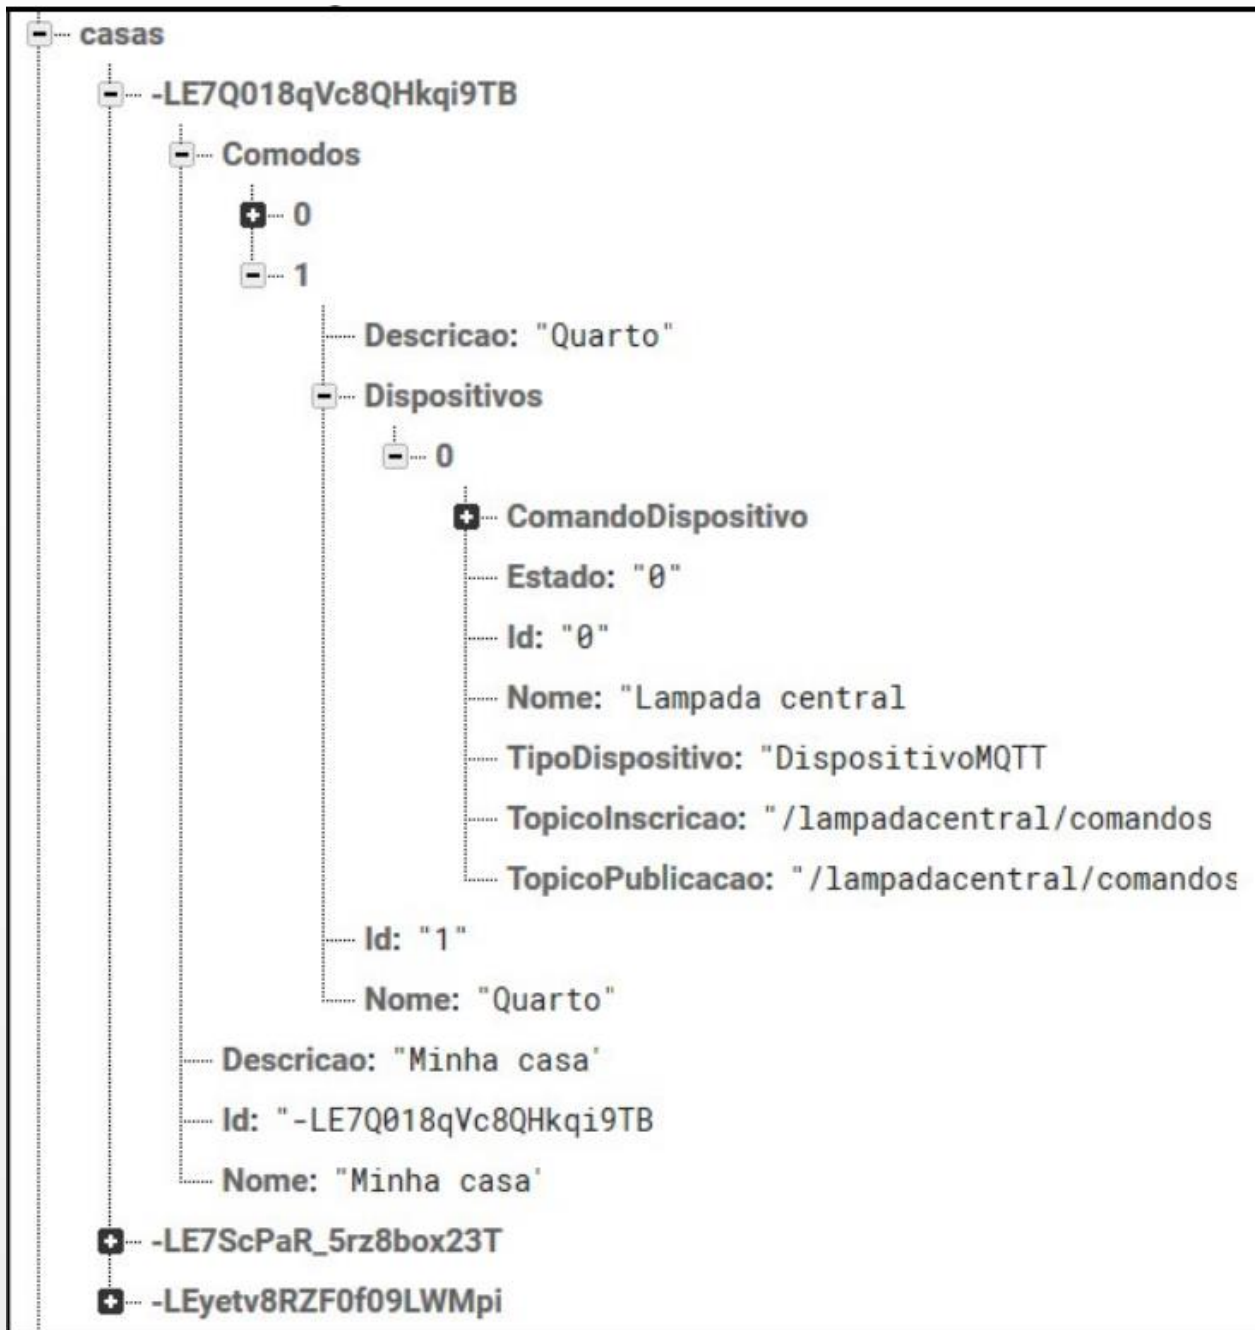 casas
-LE7Q018qVc8QHkqi9TB
Comodos
0
1
Descricao: "Quarto"
Dispositivos
0
ComandoDispositivo
Estado: "0"
Id: "0"
Nome: "Lampada central
TipoDispositivo: "DispositivoMQTT
TopicoInscricao: "/lampadacentral/comandos
TopicoPublicacao: "/lampadacentral/comandos
Id: "1"
Nome: "Quarto"
Descricao: "Minha casa'
Id: "-LE7Q018qVc8QHkqi9TB
Nome: "Minha casa'
-LE7ScPaR_5rz8box23T
-LEyetv8RZF0f09LWMpi